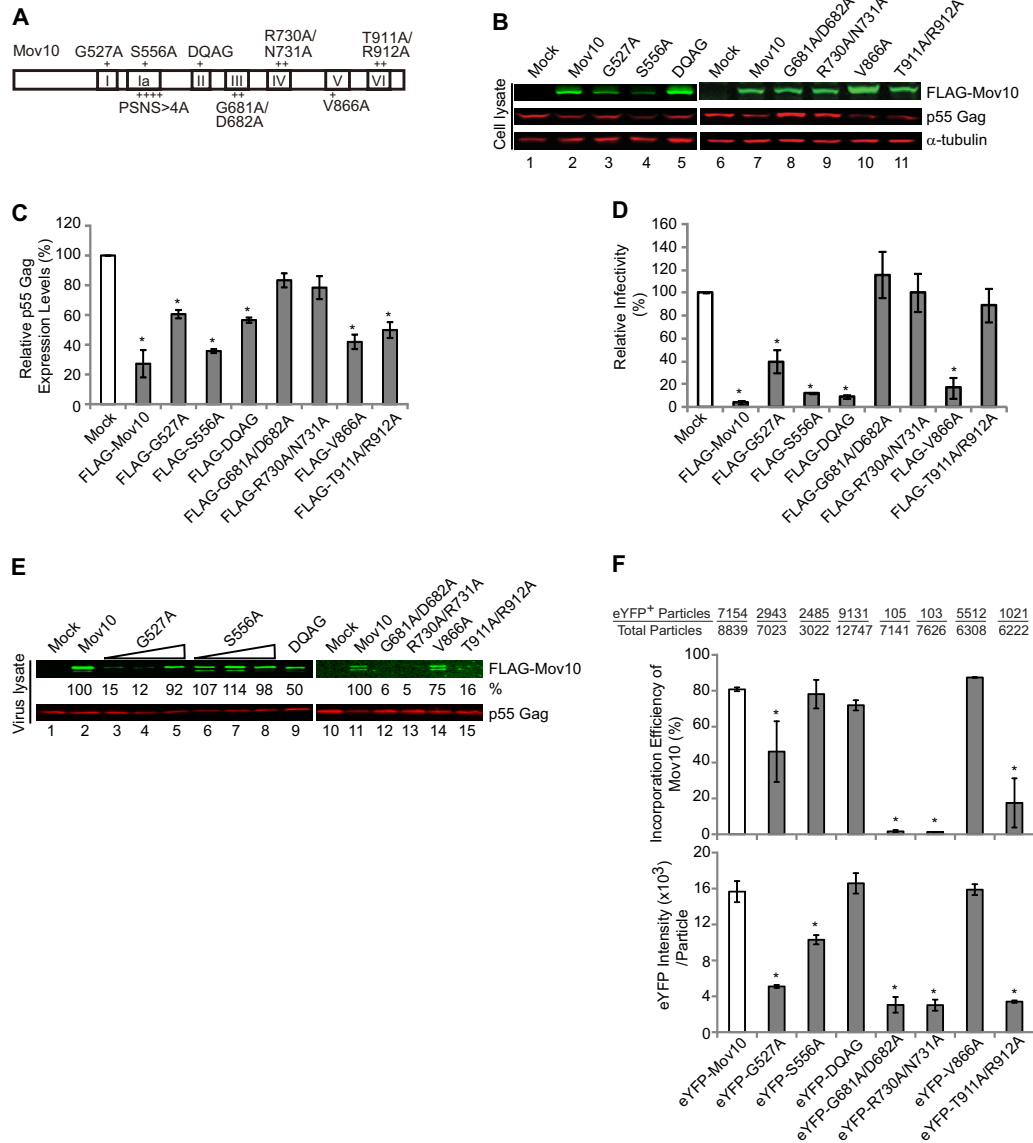 A
Mov10
G527A
S556A
DQAG
R730A/
N731A
T911A/
R912A
+
+
+
++
++
I
Ia
II
III
IV
V
VI
++++
++
+
PSNS>4A
G681A/
D682A
V866A
B
Mock
Mov10
G527A
S556A
DQAG
Mock
Mov10
G681A/D682A
R730A/N731A
V866A
T911A/R912A
Cell lysate
FLAG-Mov10
p55 Gag
α-tubulin
1 2 3 4 5 6 7 8 9 10 11
C
Relative p55 Gag
Expression Levels (%)
120
100
80
60
40
20
0
* * * * * *
Mock
FLAG-Mov10
FLAG-G527A
FLAG-S556A
FLAG-DQAG
FLAG-G681A/D682A
FLAG-R730A/N731A
FLAG-V866A
FLAG-T911A/R912A
D
Relative Infectivity
(%)
160
140
120
100
80
60
40
20
0
* * * * *
Mock
FLAG-Mov10
FLAG-G527A
FLAG-S556A
FLAG-DQAG
FLAG-G681A/D682A
FLAG-R730A/N731A
FLAG-V866A
FLAG-T911A/R912A
E
Mock
Mov10
G527A
S556A
DQAG
Mock
Mov10
G681A/D682A
R730A/R731A
V866A
T911A/R912A
Virus lysate
FLAG-Mov10
100 15 12 92 107 114 98 50 100 6 5 75 16 %
p55 Gag
1 2 3 4 5 6 7 8 9 10 11 12 13 14 15
F
eYFP+ Particles 7154 2943 2485 9131 105 103 5512 1021
Total Particles 8839 7023 3022 12747 7141 7626 6308 6222
Incorporation Efficiency of
Mov10 (%)
100
80
60
40
20
0
* * * *
eYFP Intensity (x103)
/Particle
20
16
12
8
4
0
* * * * *
eYFP-Mov10
eYFP-G527A
eYFP-S556A
eYFP-DQAG
eYFP-G681A/D682A
eYFP-R730A/N731A
eYFP-V866A
eYFP-T911A/R912A